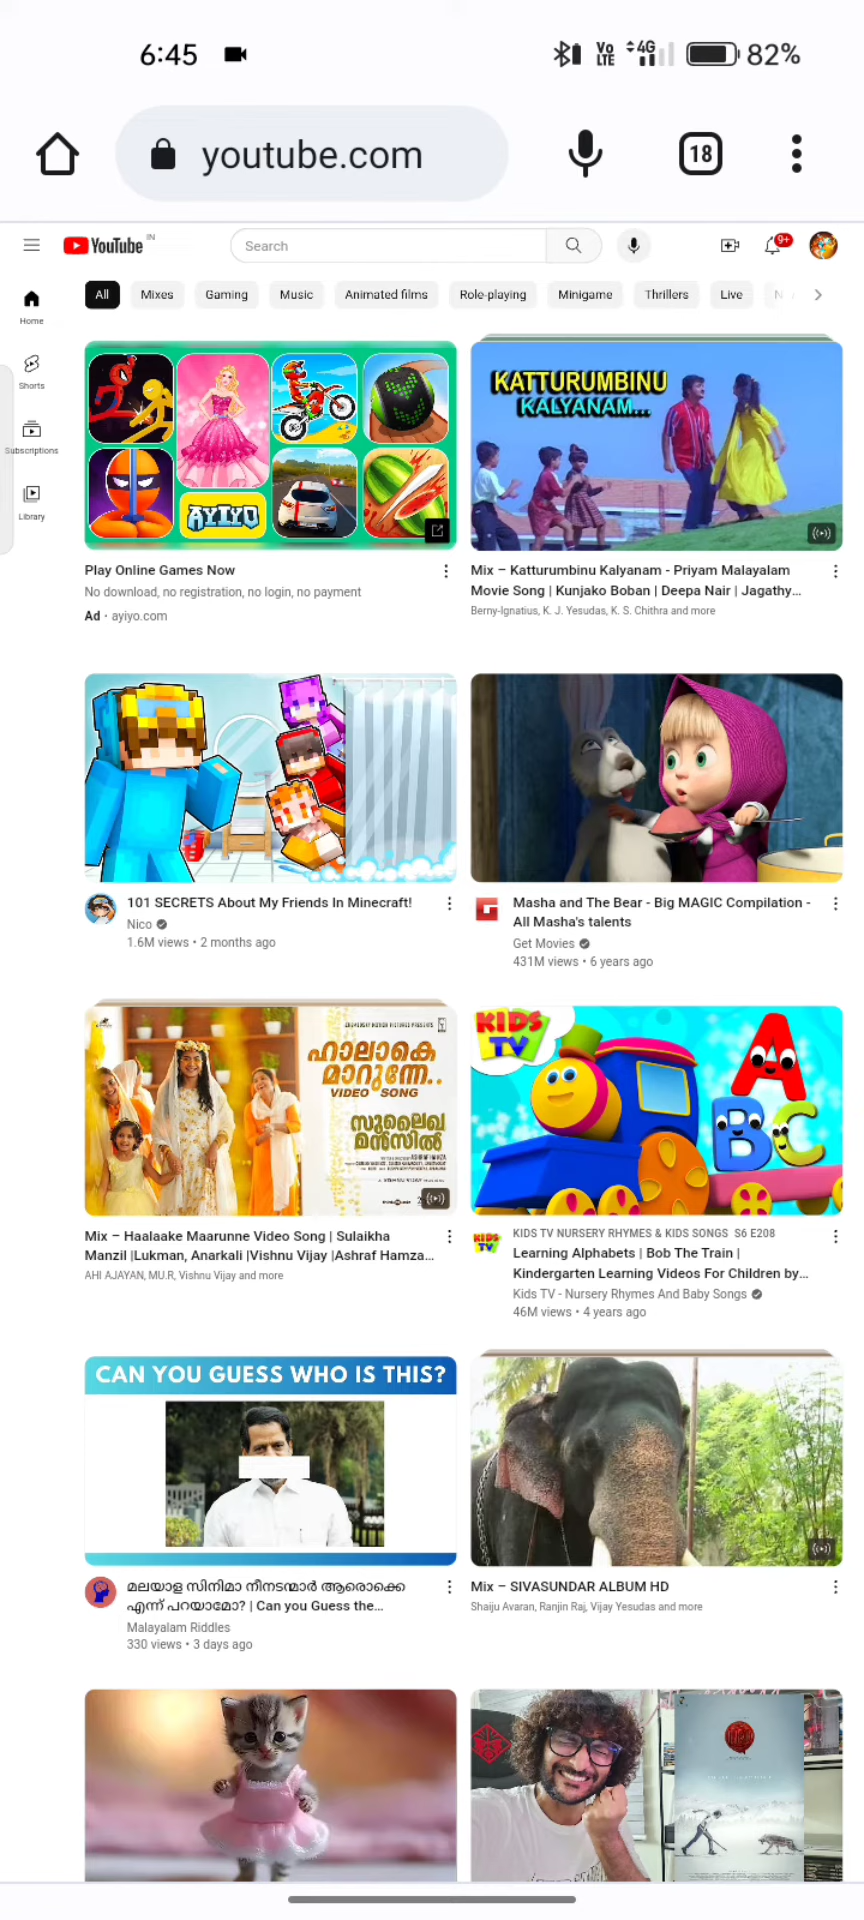 6:45
Vo
LTE
4G
82%
youtube.com
18
YouTube
IN
Search
9+
All
Mixes
Gaming
Music
Animated films
Role-playing
Minigame
Thrillers
Live
Home
Shorts
Subscriptions
Library
AYIYO
KATTURUMBINU
KALYANAM...
Play Online Games Now
No download, no registration, no login, no payment
Ad · ayiyo.com
Mix – Katturumbinu Kalyanam - Priyam Malayalam
Movie Song | Kunjako Boban | Deepa Nair | Jagathy...
Berny-Ignatius, K. J. Yesudas, K. S. Chithra and more
101 SECRETS About My Friends In Minecraft!
Nico
1.6M views • 2 months ago
Masha and The Bear - Big MAGIC Compilation -
All Masha's talents
Get Movies
431M views • 6 years ago
ഹാലാകെ
മാറുന്നേ..
VIDEO SONG
സുലൈഖ
മൻസിൽ
KIDS
TV
A
B
C
Mix – Haalaake Maarunne Video Song | Sulaikha
Manzil |Lukman, Anarkali |Vishnu Vijay |Ashraf Hamza...
AHI AJAYAN, MU.R, Vishnu Vijay and more
KIDS
TV
KIDS TV NURSERY RHYMES & KIDS SONGS S6 E208
Learning Alphabets | Bob The Train |
Kindergarten Learning Videos For Children by...
Kids TV - Nursery Rhymes And Baby Songs
46M views • 4 years ago
CAN YOU GUESS WHO IS THIS?
മലയാള സിനിമാ നീനടന്മാർ ആരൊക്കെ
എന്ന് പറയാമോ? | Can you Guess the...
Malayalam Riddles
330 views • 3 days ago
Mix – SIVASUNDAR ALBUM HD
Shaiju Avaran, Ranjin Raj, Vijay Yesudas and more